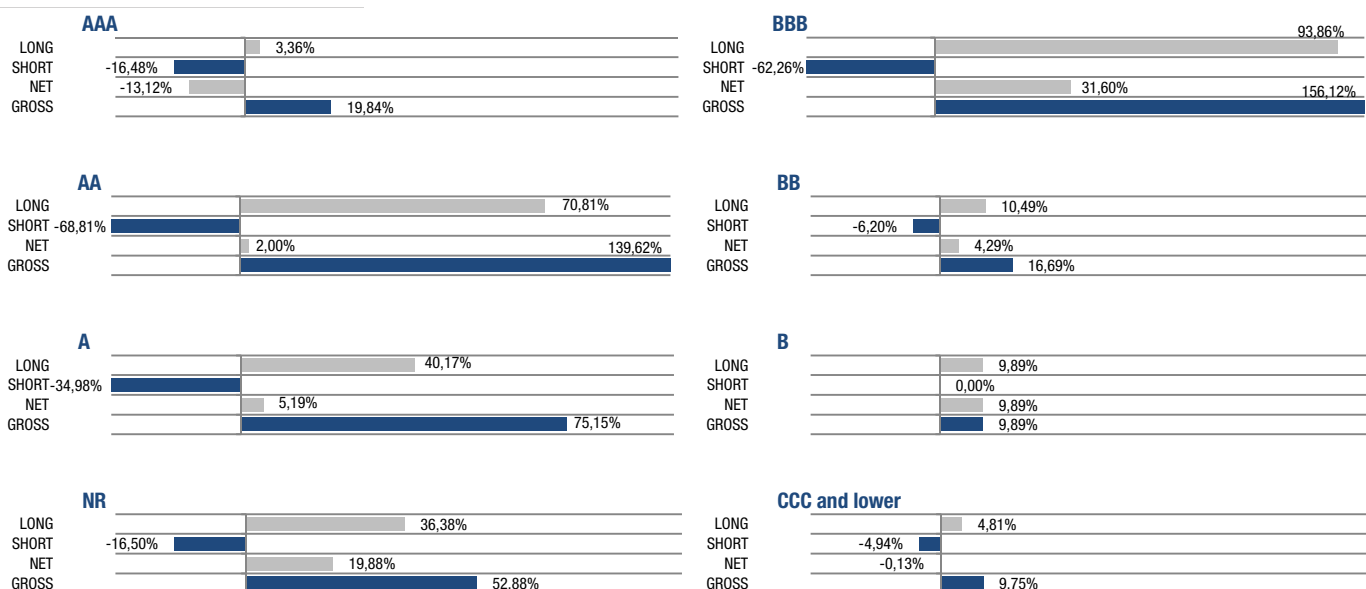 AAA
LONG 3,36%
SHORT -16,48%
NET -13,12%
GROSS 19,84%
BBB
LONG 93,86%
SHORT -62,26%
NET 31,60%
GROSS 156,12%
AA
LONG 70,81%
SHORT -68,81%
NET 2,00%
GROSS 139,62%
BB
LONG 10,49%
SHORT -6,20%
NET 4,29%
GROSS 16,69%
A
LONG 40,17%
SHORT -34,98%
NET 5,19%
GROSS 75,15%
B
LONG 9,89%
SHORT 0,00%
NET 9,89%
GROSS 9,89%
NR
LONG 36,38%
SHORT -16,50%
NET 19,88%
GROSS 52,88%
CCC and lower
LONG 4,81%
SHORT -4,94%
NET -0,13%
GROSS 9,75%